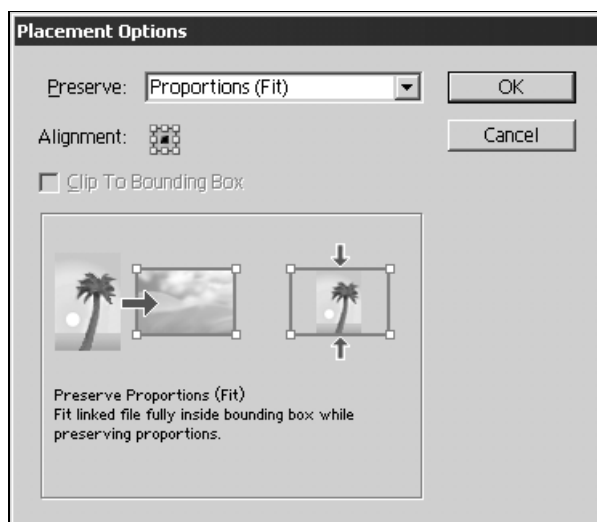 Placement Options
Preserve: Proportions (Fit) OK
Alignment: Cancel
Clip To Bounding Box
Preserve Proportions (Fit)
Fit linked file fully inside bounding box while
preserving proportions.